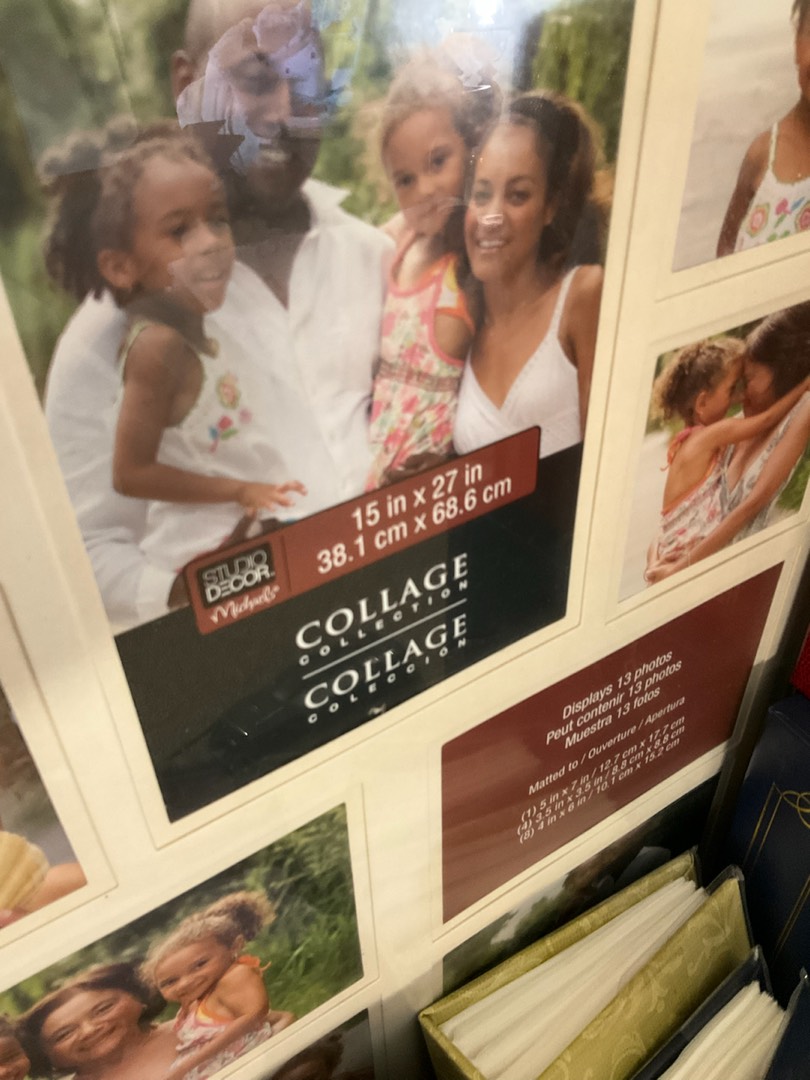 15 in x 27 in
38.1 cm x 68.6 cm
STUDIO
DECOR
Michaels
COLLAGE
COLLECTION
COLLAGE
COLECCION
Displays 13 photos
Peut contenir 13 photos
Muestra 13 fotos
Matted to / Ouverture / Apertura
(1) 5 in x 7 in / 12.7 cm x 17.7 cm
(4) 3.5 in x 3.5 in / 8.8 cm x 8.8 cm
(8) 4 in x 6 in / 10.1 cm x 15.2 cm